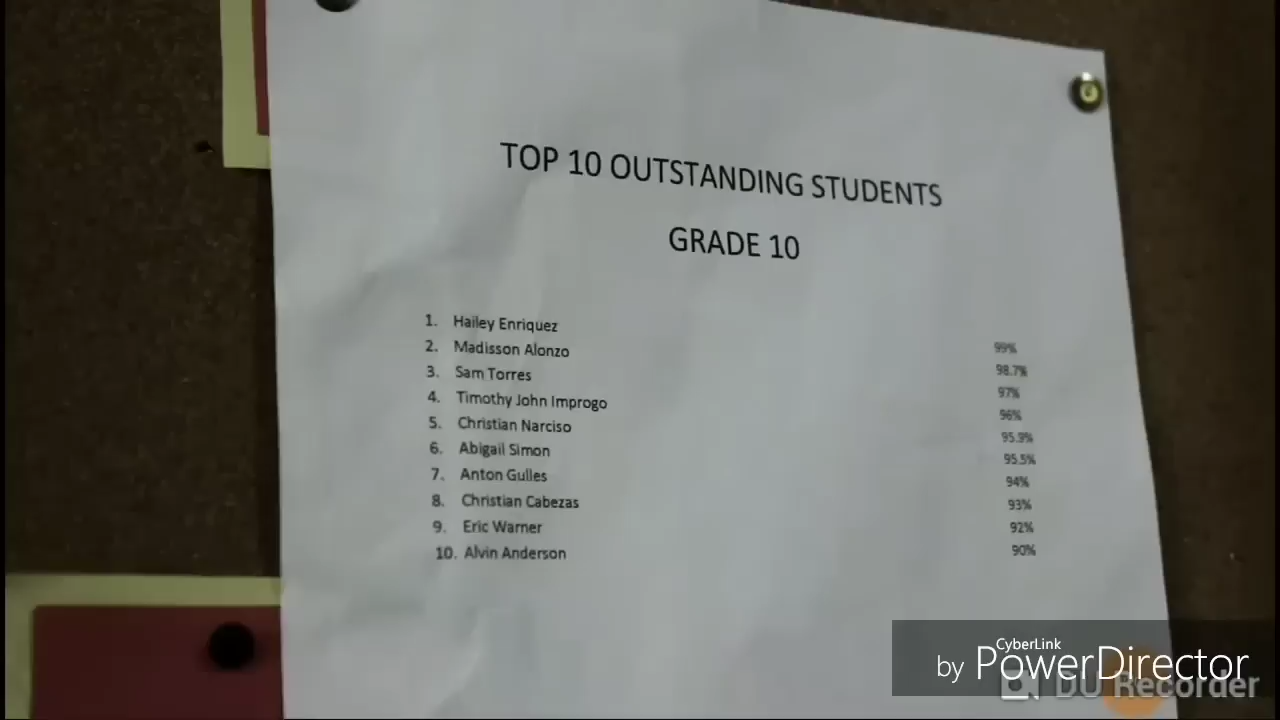 TOP 10 OUTSTANDING STUDENTS
GRADE 10
1. Hailey Enriquez 99%
2. Madisson Alonzo 98.7%
3. Sam Torres 97%
4. Timothy John Improgo 96%
5. Christian Narciso 95.9%
6. Abigail Simon 95.5%
7. Anton Gulles 94%
8. Christian Cabezas 93%
9. Eric Warner 92%
10. Alvin Anderson 90%
CyberLink
by PowerDirector
DU Recorder